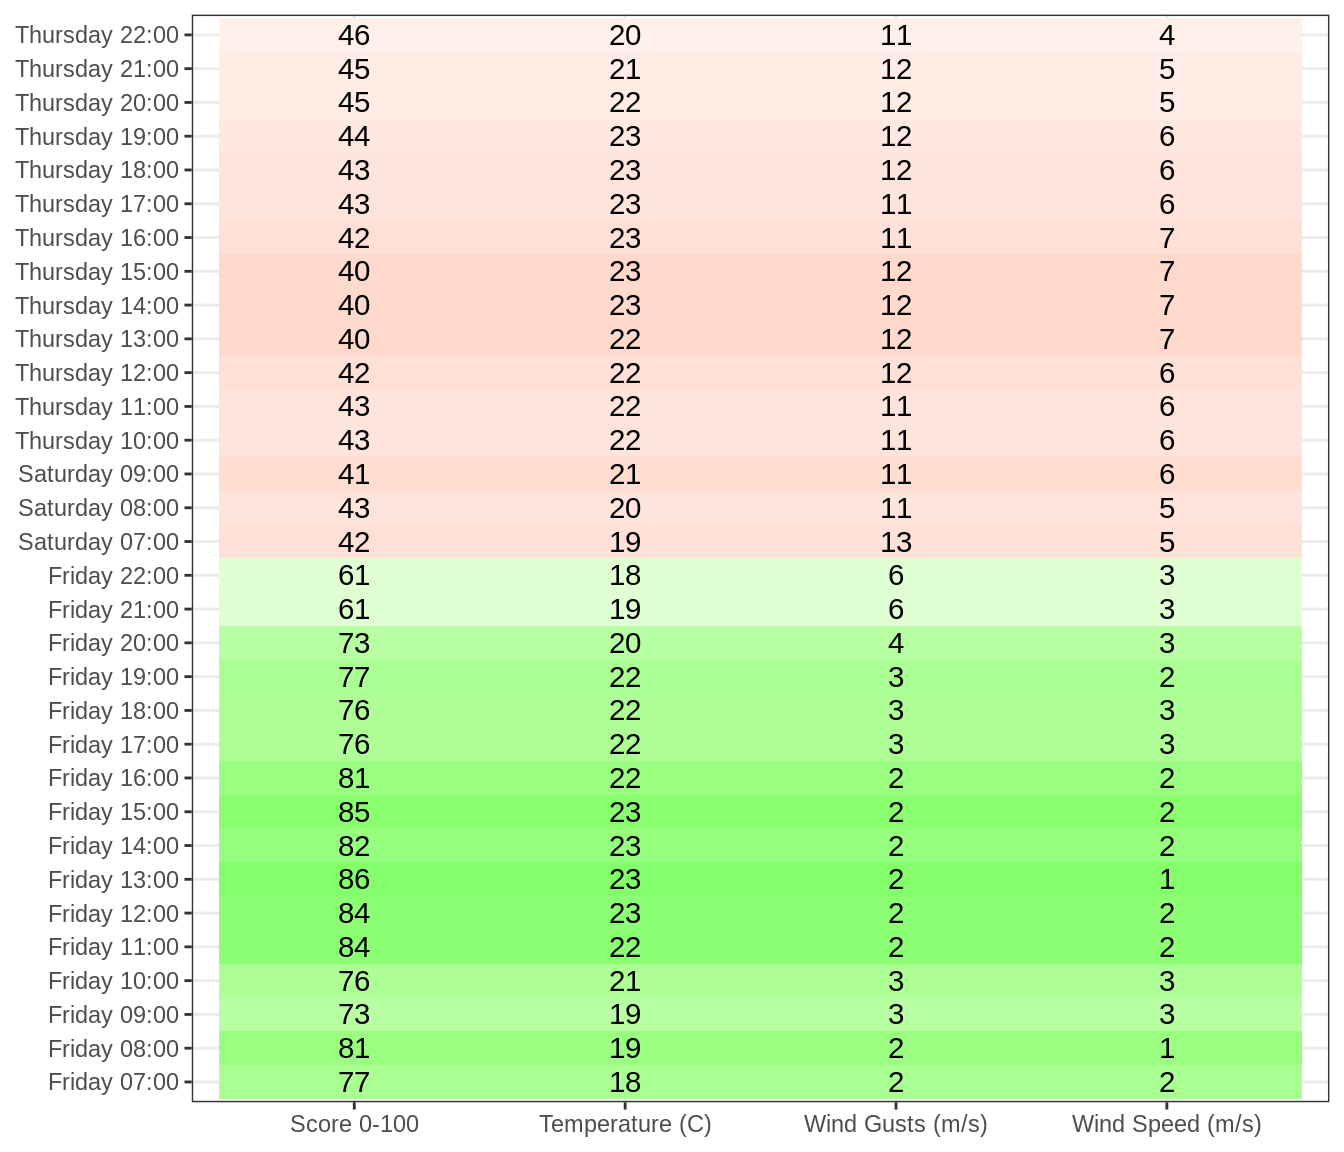 Thursday 22:00 46 20 11 4
Thursday 21:00 45 21 12 5
Thursday 20:00 45 22 12 5
Thursday 19:00 44 23 12 6
Thursday 18:00 43 23 12 6
Thursday 17:00 43 23 11 6
Thursday 16:00 42 23 11 7
Thursday 15:00 40 23 12 7
Thursday 14:00 40 23 12 7
Thursday 13:00 40 22 12 7
Thursday 12:00 42 22 12 6
Thursday 11:00 43 22 11 6
Thursday 10:00 43 22 11 6
Saturday 09:00 41 21 11 6
Saturday 08:00 43 20 11 5
Saturday 07:00 42 19 13 5
Friday 22:00 61 18 6 3
Friday 21:00 61 19 6 3
Friday 20:00 73 20 4 3
Friday 19:00 77 22 3 2
Friday 18:00 76 22 3 3
Friday 17:00 76 22 3 3
Friday 16:00 81 22 2 2
Friday 15:00 85 23 2 2
Friday 14:00 82 23 2 2
Friday 13:00 86 23 2 1
Friday 12:00 84 23 2 2
Friday 11:00 84 22 2 2
Friday 10:00 76 21 3 3
Friday 09:00 73 19 3 3
Friday 08:00 81 19 2 1
Friday 07:00 77 18 2 2
Score 0-100 Temperature (C) Wind Gusts (m/s) Wind Speed (m/s)